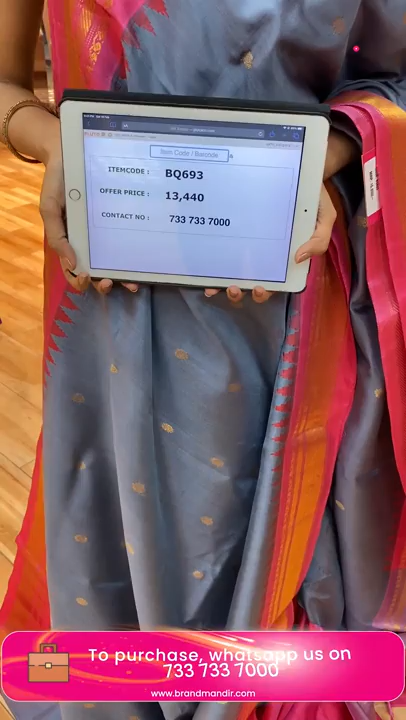 Item Code / Barcode
ITEMCODE : BQ693
OFFER PRICE : 13,440
CONTACT NO : 733 733 7000
To purchase, whatsapp us on
733 733 7000
www.brandmandir.com